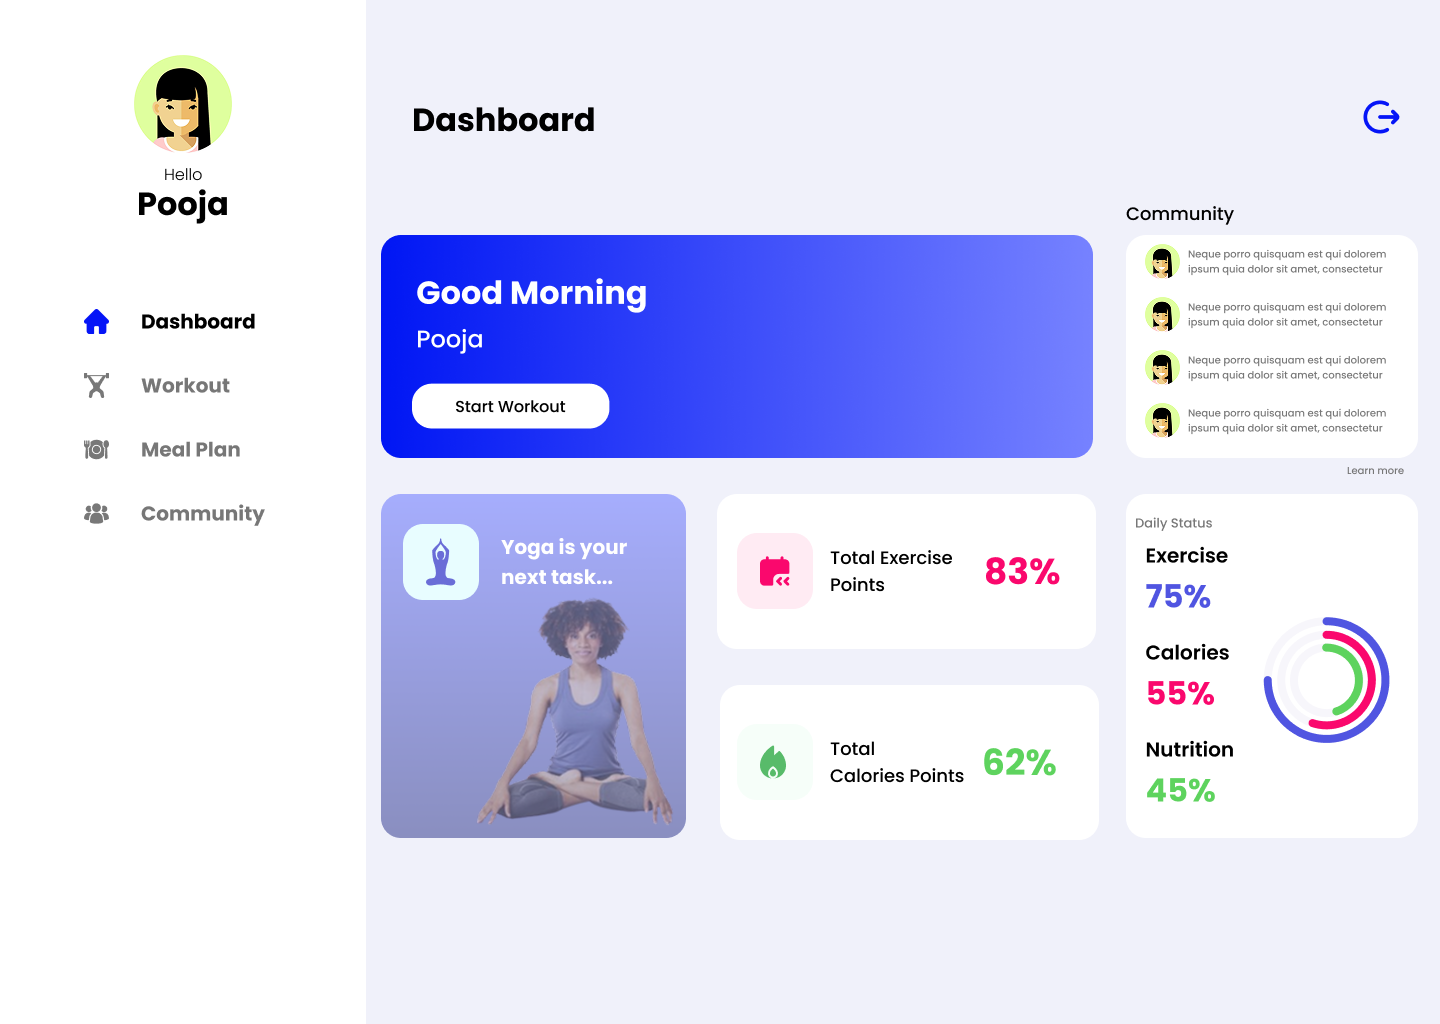 Hello
Pooja
Dashboard
Workout
Meal Plan
Community
Dashboard
Good Morning
Pooja
Start Workout
Community
Neque porro quisquam est qui dolorem
ipsum quia dolor sit amet, consectetur
Neque porro quisquam est qui dolorem
ipsum quia dolor sit amet, consectetur
Neque porro quisquam est qui dolorem
ipsum quia dolor sit amet, consectetur
Neque porro quisquam est qui dolorem
ipsum quia dolor sit amet, consectetur
Learn more
Yoga is your
next task...
Total Exercise
Points
83%
Total
Calories Points
62%
Daily Status
Exercise
75%
Calories
55%
Nutrition
45%